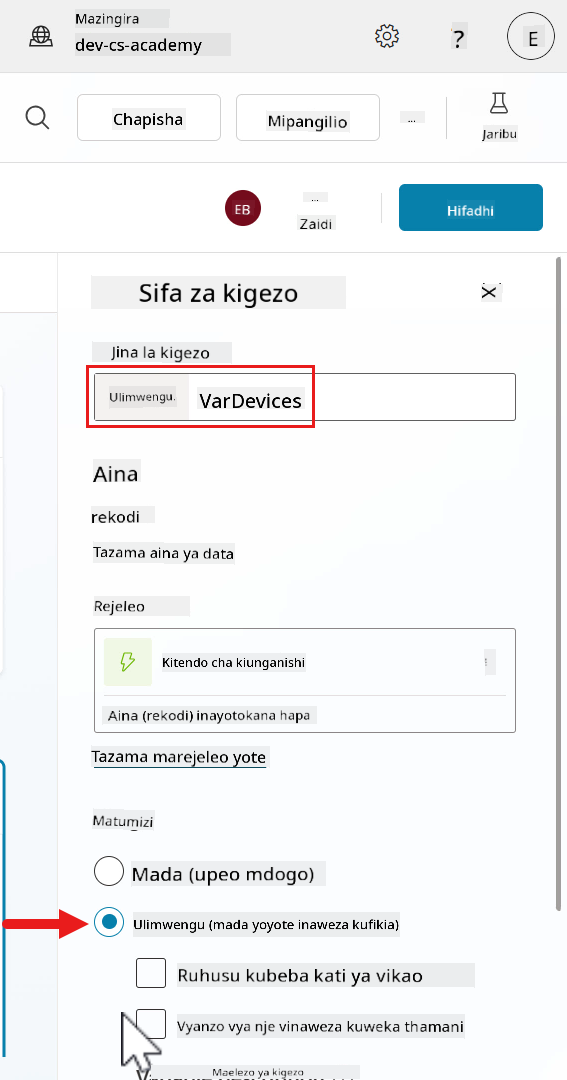 Mazingira
dev-cs-academy
?
E
Chapisha
Mipangilio
...
Jaribu
EB
...
Zaidi
Hifadhi
Sifa za kigezo
Jina la kigezo
Ulimwengu. VarDevices
Aina
rekodi
Tazama aina ya data
Rejeleo
Kitendo cha kiunganishi
Aina (rekodi) inayotokana hapa
Tazama marejeleo yote
Matumizi
Mada (upeo mdogo)
Ulimwengu (mada yoyote inaweza kufikia)
Ruhusu kubeba kati ya vikao
Vyanzo vya nje vinaweza kuweka thamani
Maelezo ya kigezo